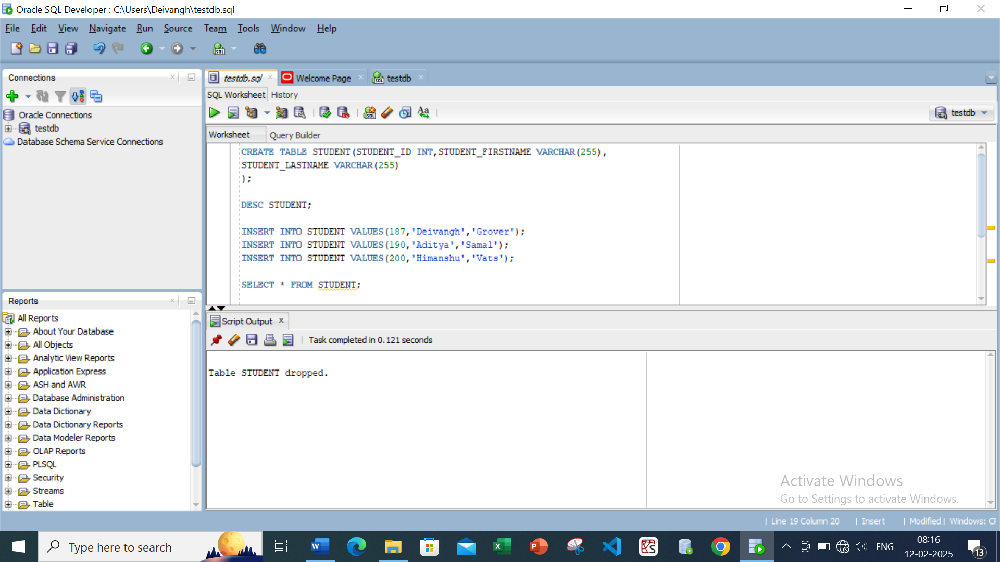 Oracle SQL Developer : C:\Users\Deivangh\testdb.sql
File Edit View Navigate Run Source Team Tools Window Help
Connections
Oracle Connections
testdb
Database Schema Service Connections
Reports
All Reports
About Your Database
All Objects
Analytic View Reports
Application Express
ASH and AWR
Database Administration
Data Dictionary
Data Dictionary Reports
Data Modeler Reports
OLAP Reports
PLSQL
Security
Streams
Table
testdb.sql Welcome Page testdb
SQL Worksheet History
testdb
Worksheet Query Builder
CREATE TABLE STUDENT(STUDENT_ID INT,STUDENT_FIRSTNAME VARCHAR(255),
STUDENT_LASTNAME VARCHAR(255)
);
DESC STUDENT;
INSERT INTO STUDENT VALUES(187,'Deivangh','Grover');
INSERT INTO STUDENT VALUES(190,'Aditya','Samal');
INSERT INTO STUDENT VALUES(200,'Himanshu','Vats');
SELECT * FROM STUDENT;
Script Output
Task completed in 0.121 seconds
Table STUDENT dropped.
Activate Windows
Go to Settings to activate Windows.
| Line 19 Column 20 | Insert | Modified | Windows: CF
Type here to search
ENG
08:16
12-02-2025
13